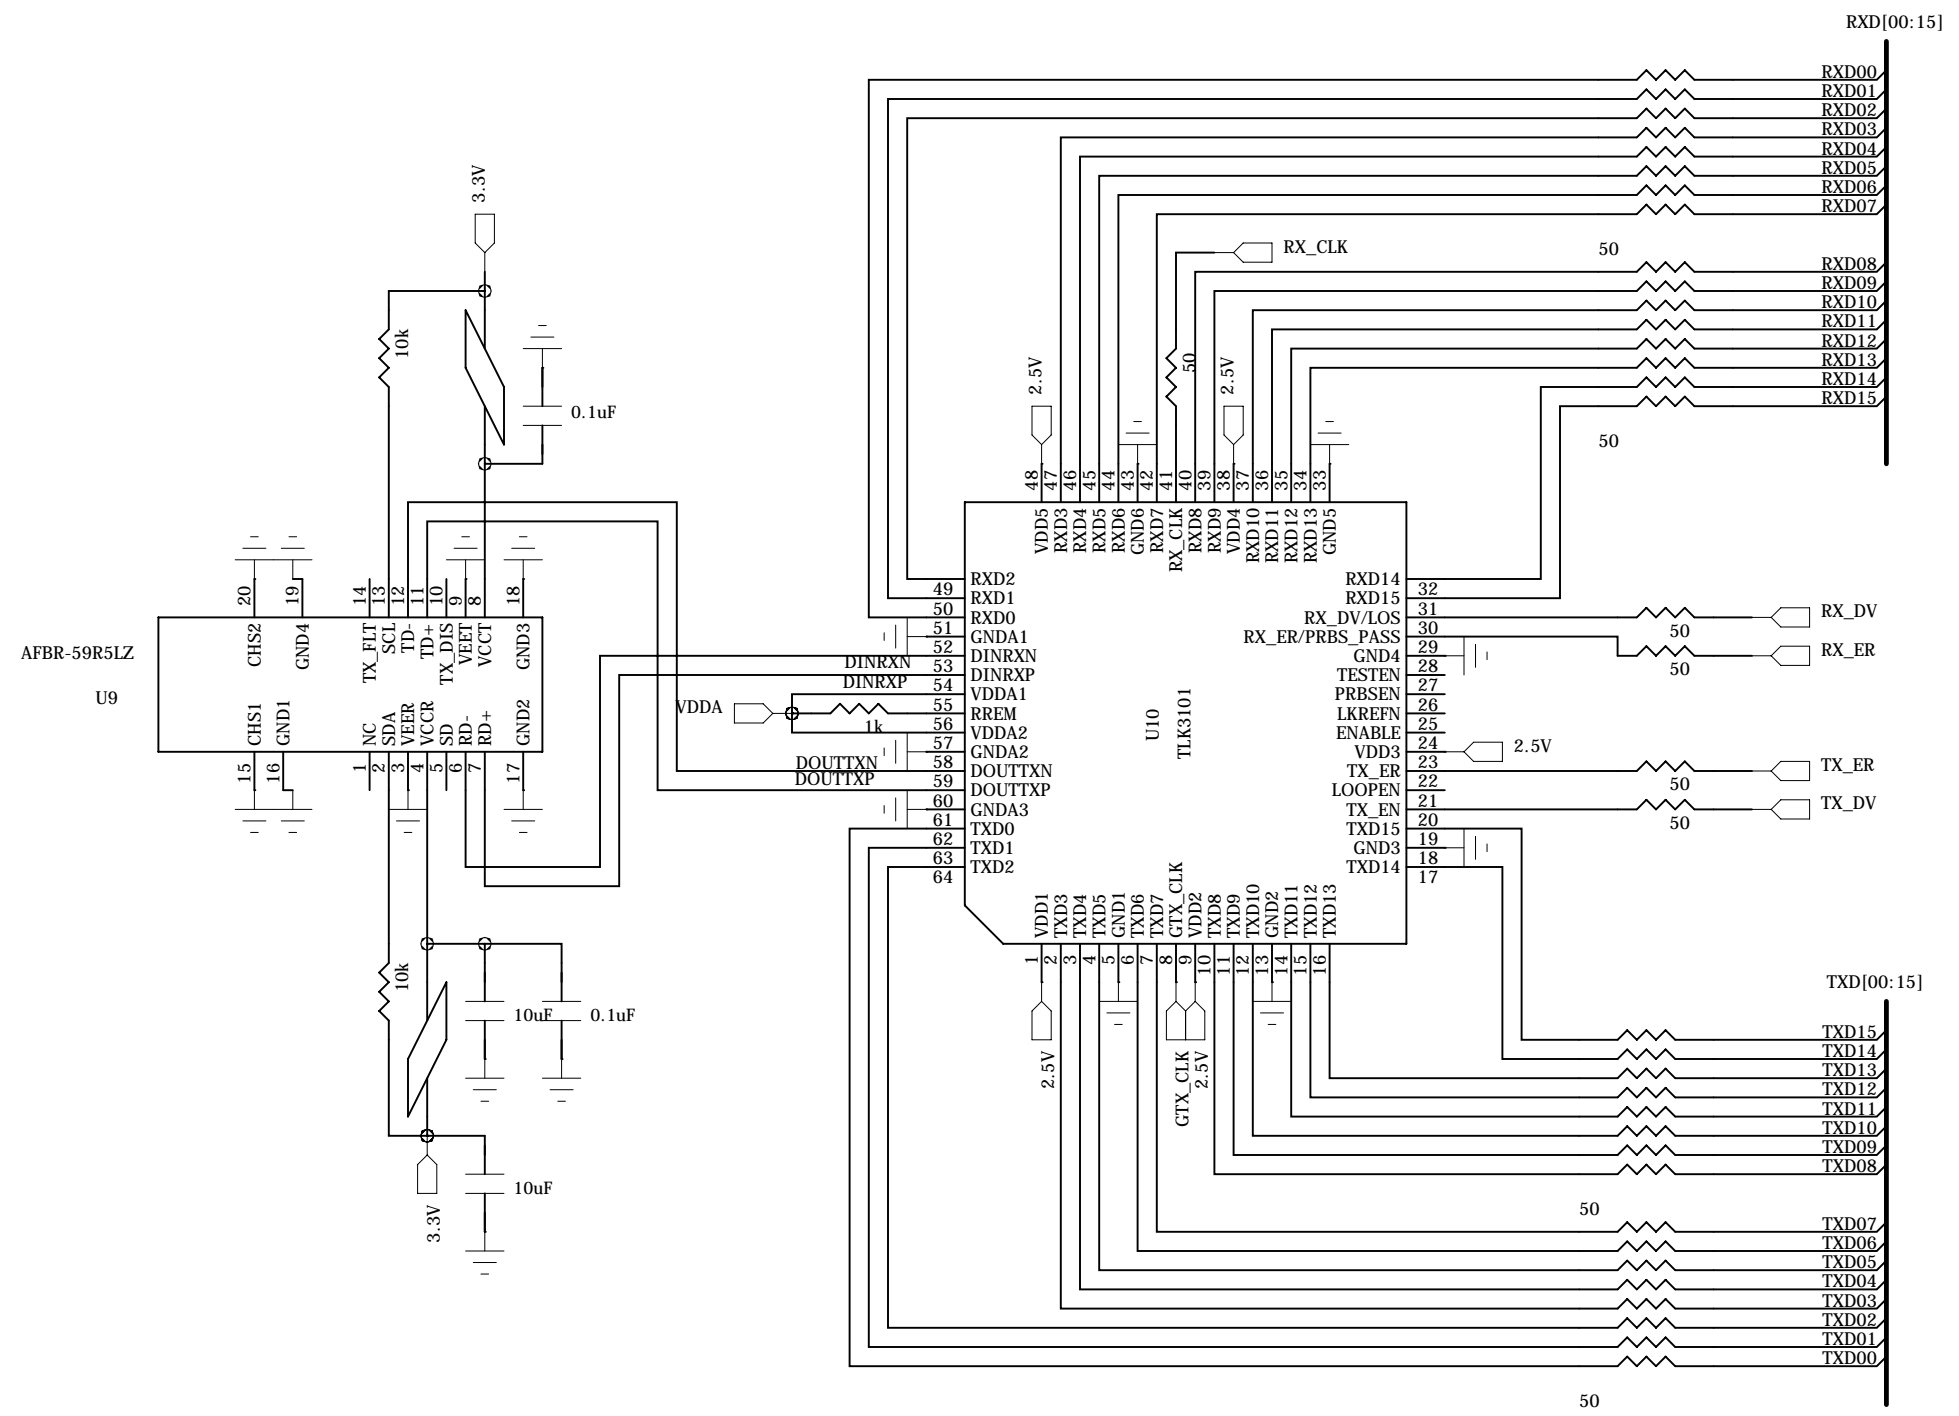 RXD[00:15]
RXD00
RXD01
RXD02
RXD03
RXD04
RXD05
RXD06
RXD07
50
RX_CLK
RXD08
RXD09
RXD10
RXD11
RXD12
RXD13
RXD14
RXD15
50
50
2.5V
2.5V
3.3V
10k
0.1uF
48
47
46
45
44
43
42
41
40
39
38
37
36
35
34
33
VDD5
RXD3
RXD4
RXD5
RXD6
GND6
RXD7
RX_CLK
RXD8
RXD9
VDD4
RXD10
RXD11
RXD12
RXD13
GND5
20
19
14
13
12
11
10
9
8
18
CHS2
GND4
TX_FLT
SCL
TD-
TD+
TX_DIS
VEET
VCCT
GND3
AFBR-59R5LZ
U9
CHS1
GND1
NC
SDA
VEER
VCCR
SD
RD-
RD+
GND2
15
16
1
2
3
4
5
6
7
17
RXD2
49
RXD1
50
RXD0
51
GNDA1
52
DINRXN
DINRXN
53
DINRXP
DINRXP
54
VDDA1
VDDA
55
RREM
1k
56
VDDA2
57
GNDA2
58
DOUTTXN
DOUTTXN
59
DOUTTXP
DOUTTXP
60
GNDA3
61
TXD0
62
TXD1
63
TXD2
64
U10
TLK3101
RXD14
32
RXD15
31
RX_DV/LOS
RX_DV
50
30
RX_ER/PRBS_PASS
29
GND4
RX_ER
50
28
TESTEN
27
PRBSEN
26
LKREFN
25
ENABLE
24
VDD3
2.5V
23
TX_ER
TX_ER
50
22
LOOPEN
21
TX_EN
TX_DV
50
20
TXD15
19
GND3
18
TXD14
17
VDD1
TXD3
TXD4
TXD5
GND1
TXD6
TXD7
GTX_CLK
VDD2
TXD8
TXD9
TXD10
GND2
TXD11
TXD12
TXD13
1
2
3
4
5
6
7
8
9
10
11
12
13
14
15
16
10k
10uF
0.1uF
2.5V
GTX_CLK
2.5V
3.3V
10uF
TXD[00:15]
TXD15
TXD14
TXD13
TXD12
TXD11
TXD10
TXD09
TXD08
50
TXD07
TXD06
TXD05
TXD04
TXD03
TXD02
TXD01
TXD00
50